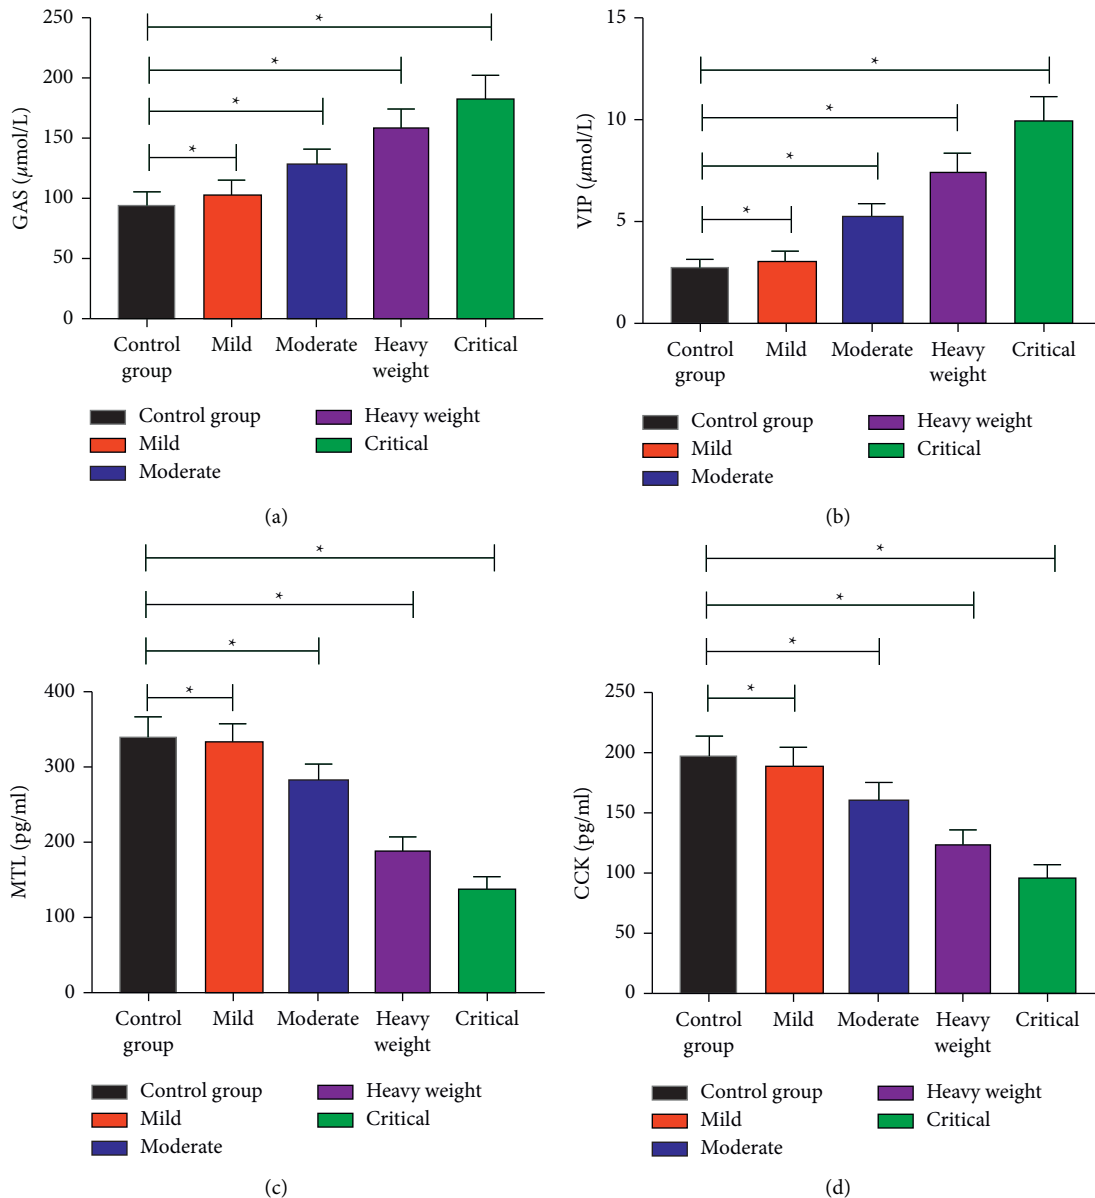 GAS (µmol/L)
250
200
150
100
50
0
*
*
*
*
Control group
Mild
Moderate
Heavy weight
Critical
Control group
Mild
Moderate
Heavy weight
Critical
(a)
VIP (µmol/L)
15
10
5
0
*
*
*
*
Control group
Mild
Moderate
Heavy weight
Critical
Control group
Mild
Moderate
Heavy weight
Critical
(b)
MTL (pg/ml)
400
300
200
100
0
*
*
*
*
Control group
Mild
Moderate
Heavy weight
Critical
Control group
Mild
Moderate
Heavy weight
Critical
(c)
CCK (pg/ml)
250
200
150
100
50
0
*
*
*
*
Control group
Mild
Moderate
Heavy weight
Critical
Control group
Mild
Moderate
Heavy weight
Critical
(d)